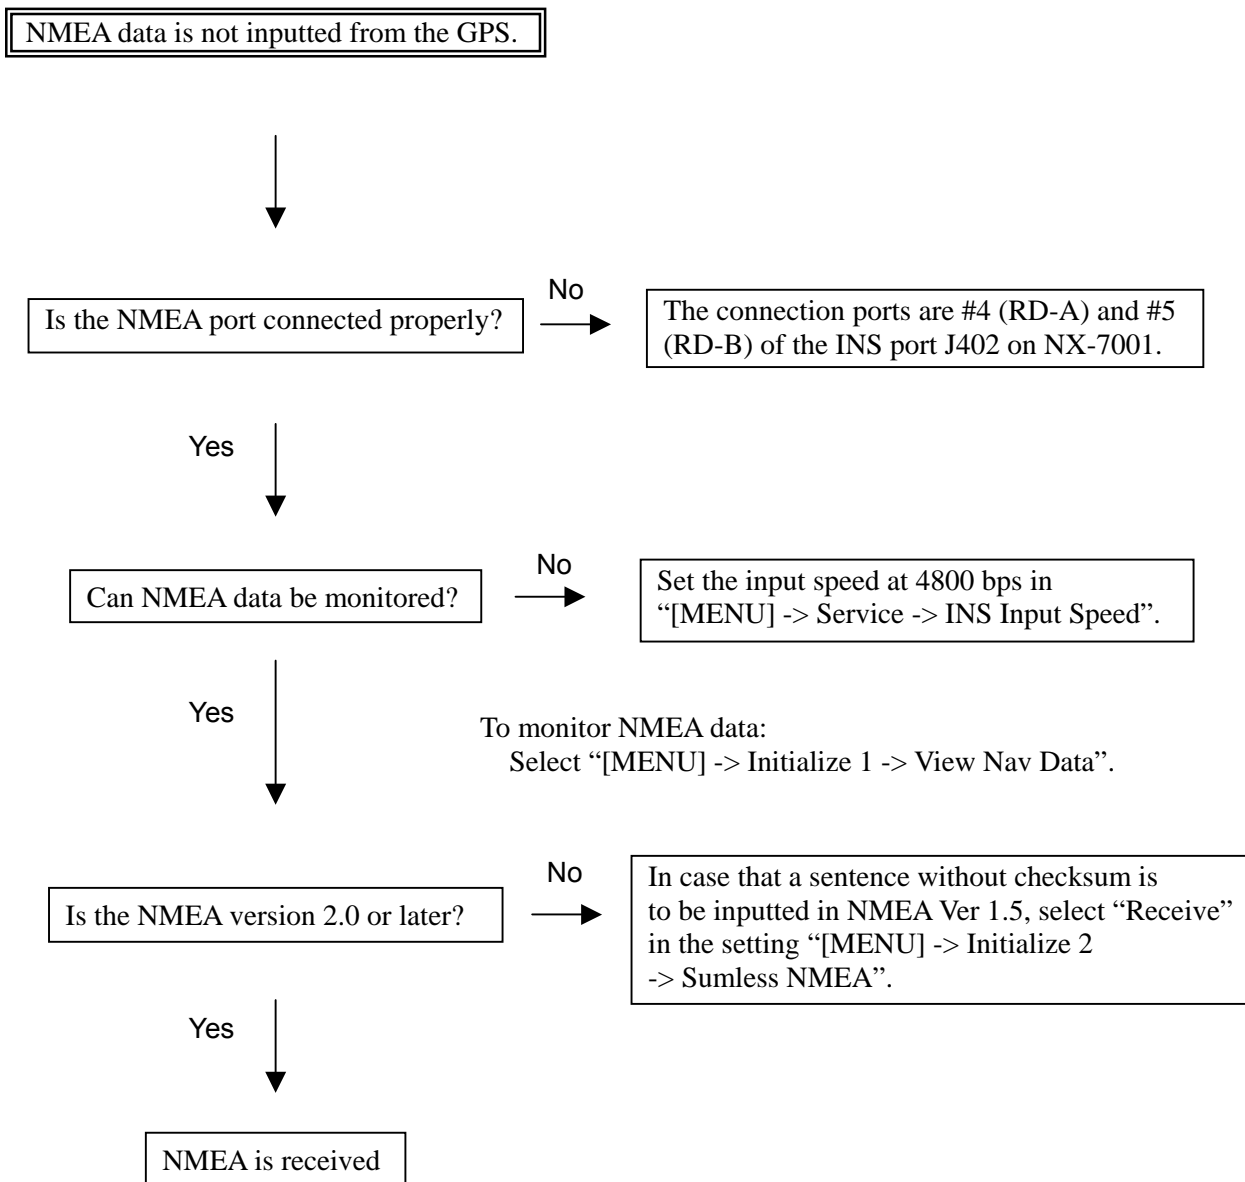 NMEA data is not inputted from the GPS.
Is the NMEA port connected properly?
No
The connection ports are #4 (RD-A) and #5
(RD-B) of the INS port J402 on NX-7001.
Yes
Can NMEA data be monitored?
No
Set the input speed at 4800 bps in
“[MENU] -> Service -> INS Input Speed”.
Yes
To monitor NMEA data:
Select “[MENU] -> Initialize 1 -> View Nav Data”.
Is the NMEA version 2.0 or later?
No
In case that a sentence without checksum is
to be inputted in NMEA Ver 1.5, select “Receive”
in the setting “[MENU] -> Initialize 2
-> Sumless NMEA”.
Yes
NMEA is received